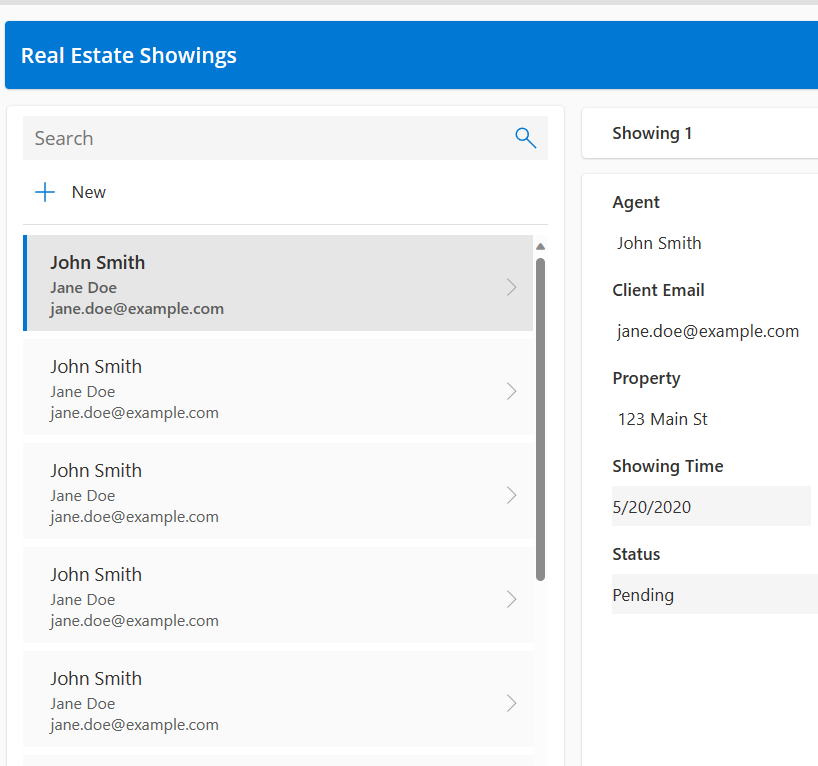 Real Estate Showings
Search
New
John Smith
Jane Doe
jane.doe@example.com
John Smith
Jane Doe
jane.doe@example.com
John Smith
Jane Doe
jane.doe@example.com
John Smith
Jane Doe
jane.doe@example.com
John Smith
Jane Doe
jane.doe@example.com
Showing 1
Agent
John Smith
Client Email
jane.doe@example.com
Property
123 Main St
Showing Time
5/20/2020
Status
Pending